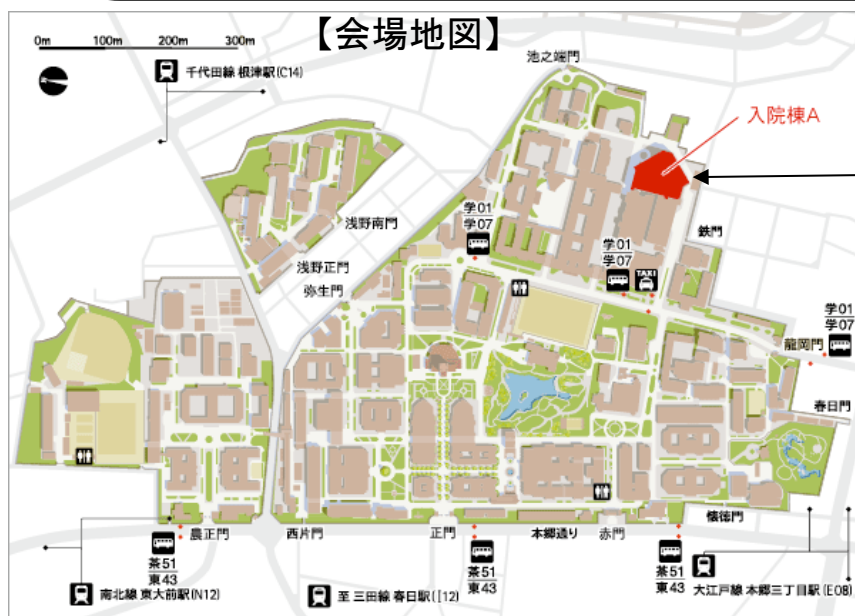 【会場地図】
0m 100m 200m 300m
千代田線 根津駅(C14)
池之端門
入院棟A
浅野南門
学01
学07
鉄門
学01
学07
TAXI
浅野正門
弥生門
学01
学07
龍岡門
春日門
懐徳門
農正門
西片門
正門
本郷通り
赤門
茶51
東43
茶51
東43
茶51
東43
南北線 東大前駅(N12)
至 三田線 春日駅(I12)
大江戸線 本郷三丁目駅(E08)